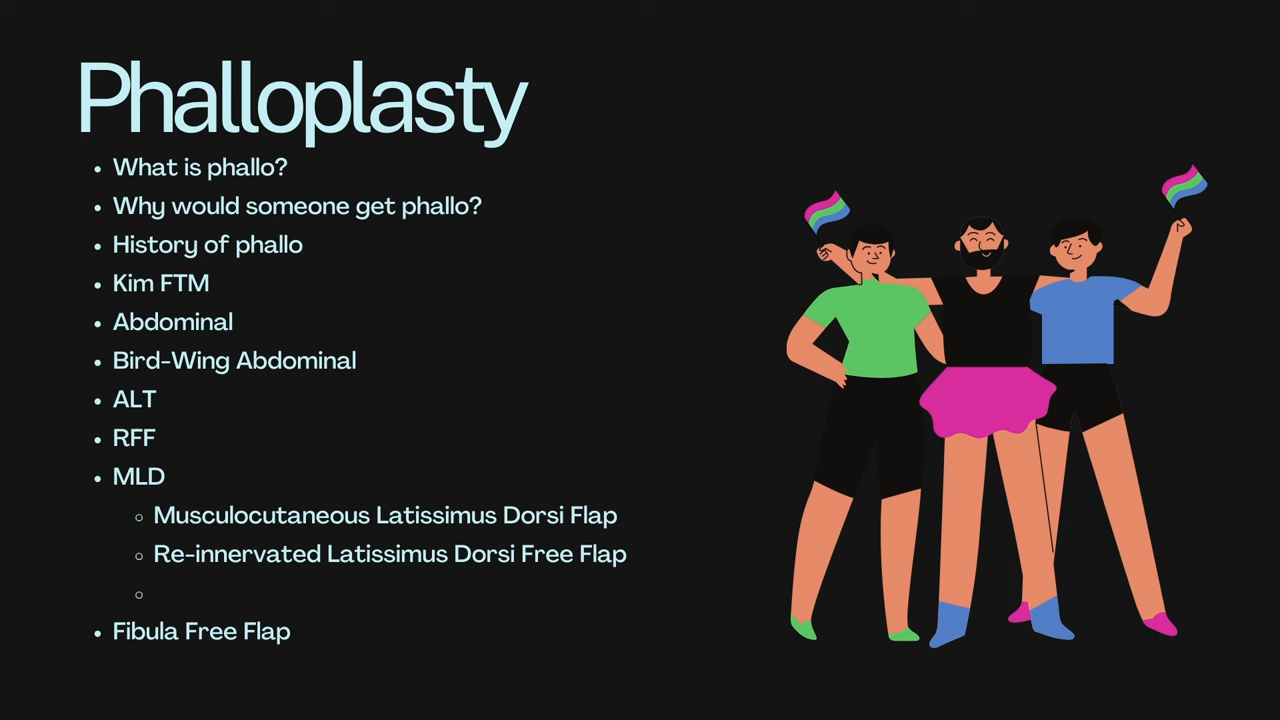 Phalloplasty
What is phallo?
Why would someone get phallo?
History of phallo
Kim FTM
Abdominal
Bird-Wing Abdominal
ALT
RFF
MLD
Musculocutaneous Latissimus Dorsi Flap
Re-innervated Latissimus Dorsi Free Flap
Fibula Free Flap